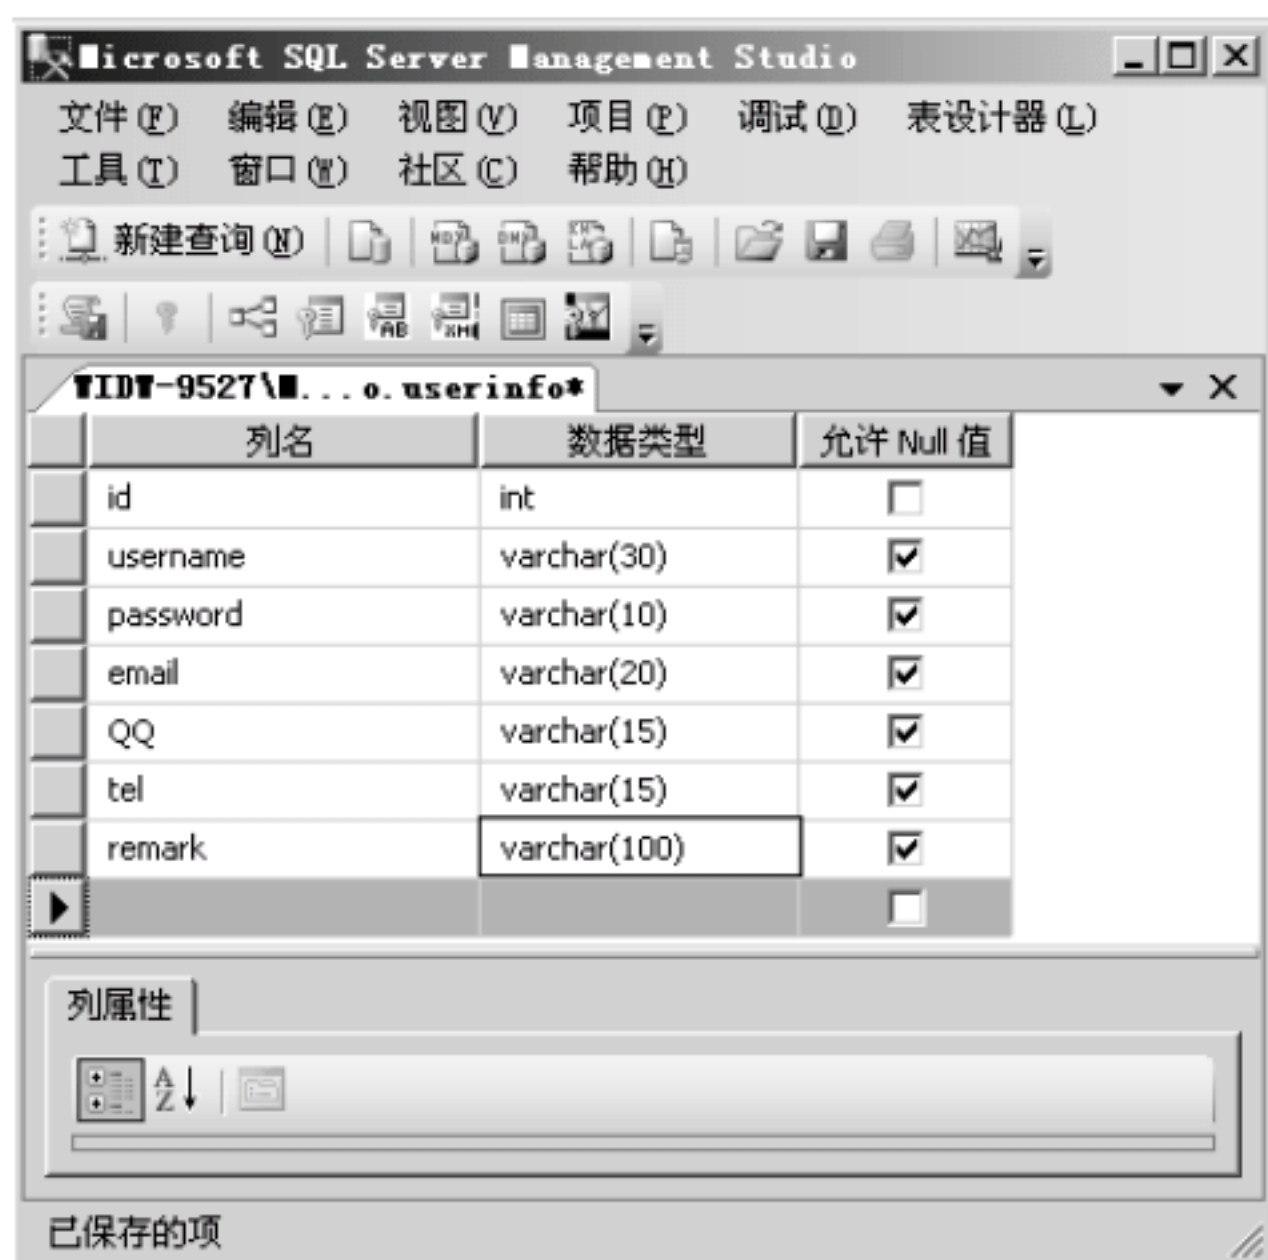 Microsoft SQL Server Management Studio
文件(F) 编辑(E) 视图(V) 项目(P) 调试(D) 表设计器(L)
工具(T) 窗口(W) 社区(C) 帮助(H)
新建查询(N)
WIDW-9527\M...o.userinfo*
列名 数据类型 允许 Null 值
id int
username varchar(30)
password varchar(10)
email varchar(20)
QQ varchar(15)
tel varchar(15)
remark varchar(100)
列属性
已保存的项